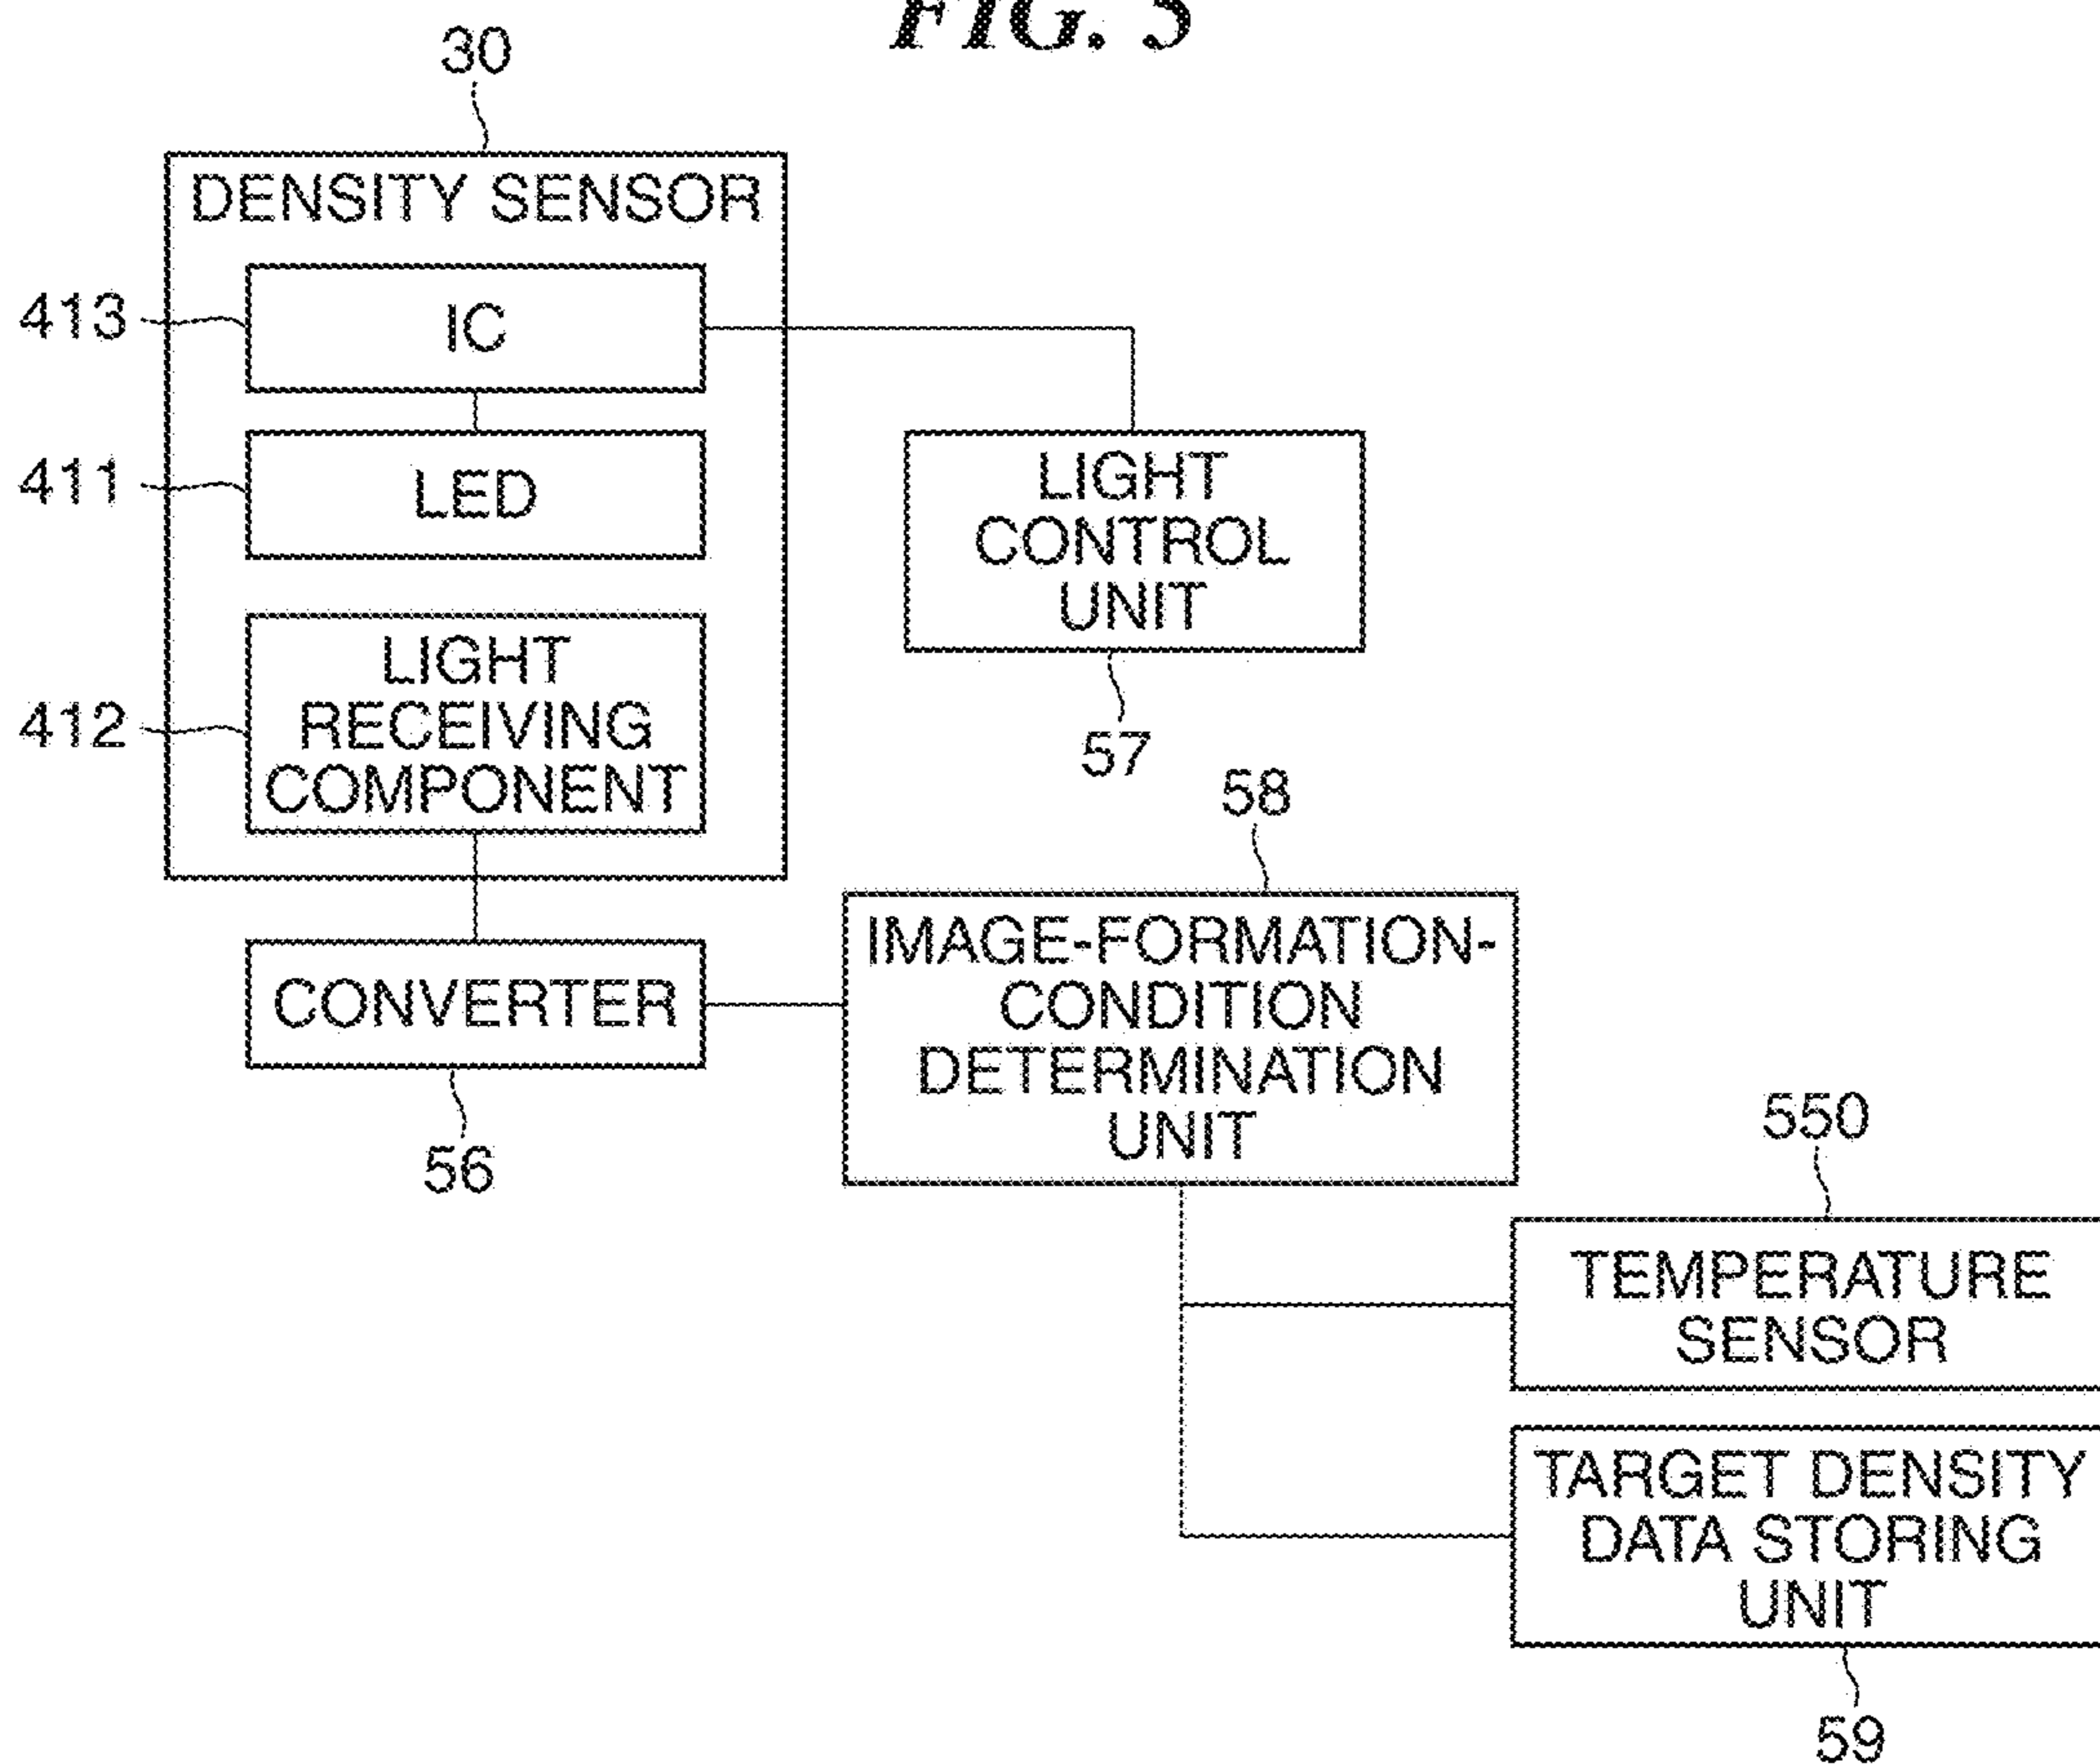 FIG. 5
30
DENSITY SENSOR
413
IC
411
LED
LIGHT
CONTROL
UNIT
57
412
LIGHT
RECEIVING
COMPONENT
58
CONVERTER
56
IMAGE-FORMATION-
CONDITION
DETERMINATION
UNIT
550
TEMPERATURE
SENSOR
TARGET DENSITY
DATA STORING
UNIT
59